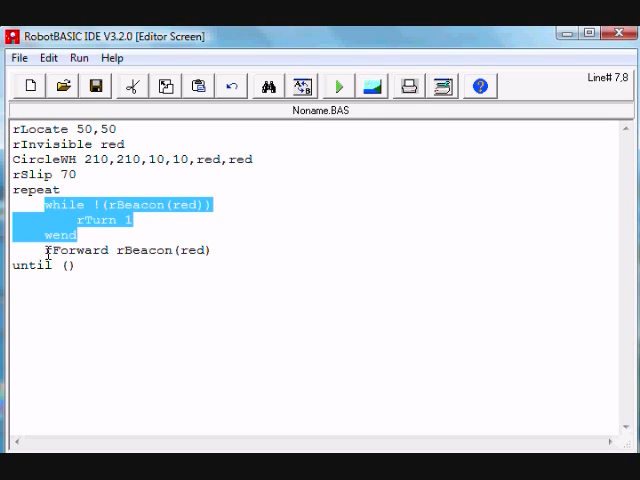 RobotBASIC IDE V3.2.0 [Editor Screen]
File Edit Run Help
Line# 7,8
Noname.BAS
rLocate 50,50
rInvisible red
CircleWH 210,210,10,10,red,red
rSlip 70
repeat
while !(rBeacon(red))
rTurn 1
wend
rForward rBeacon(red)
until ()